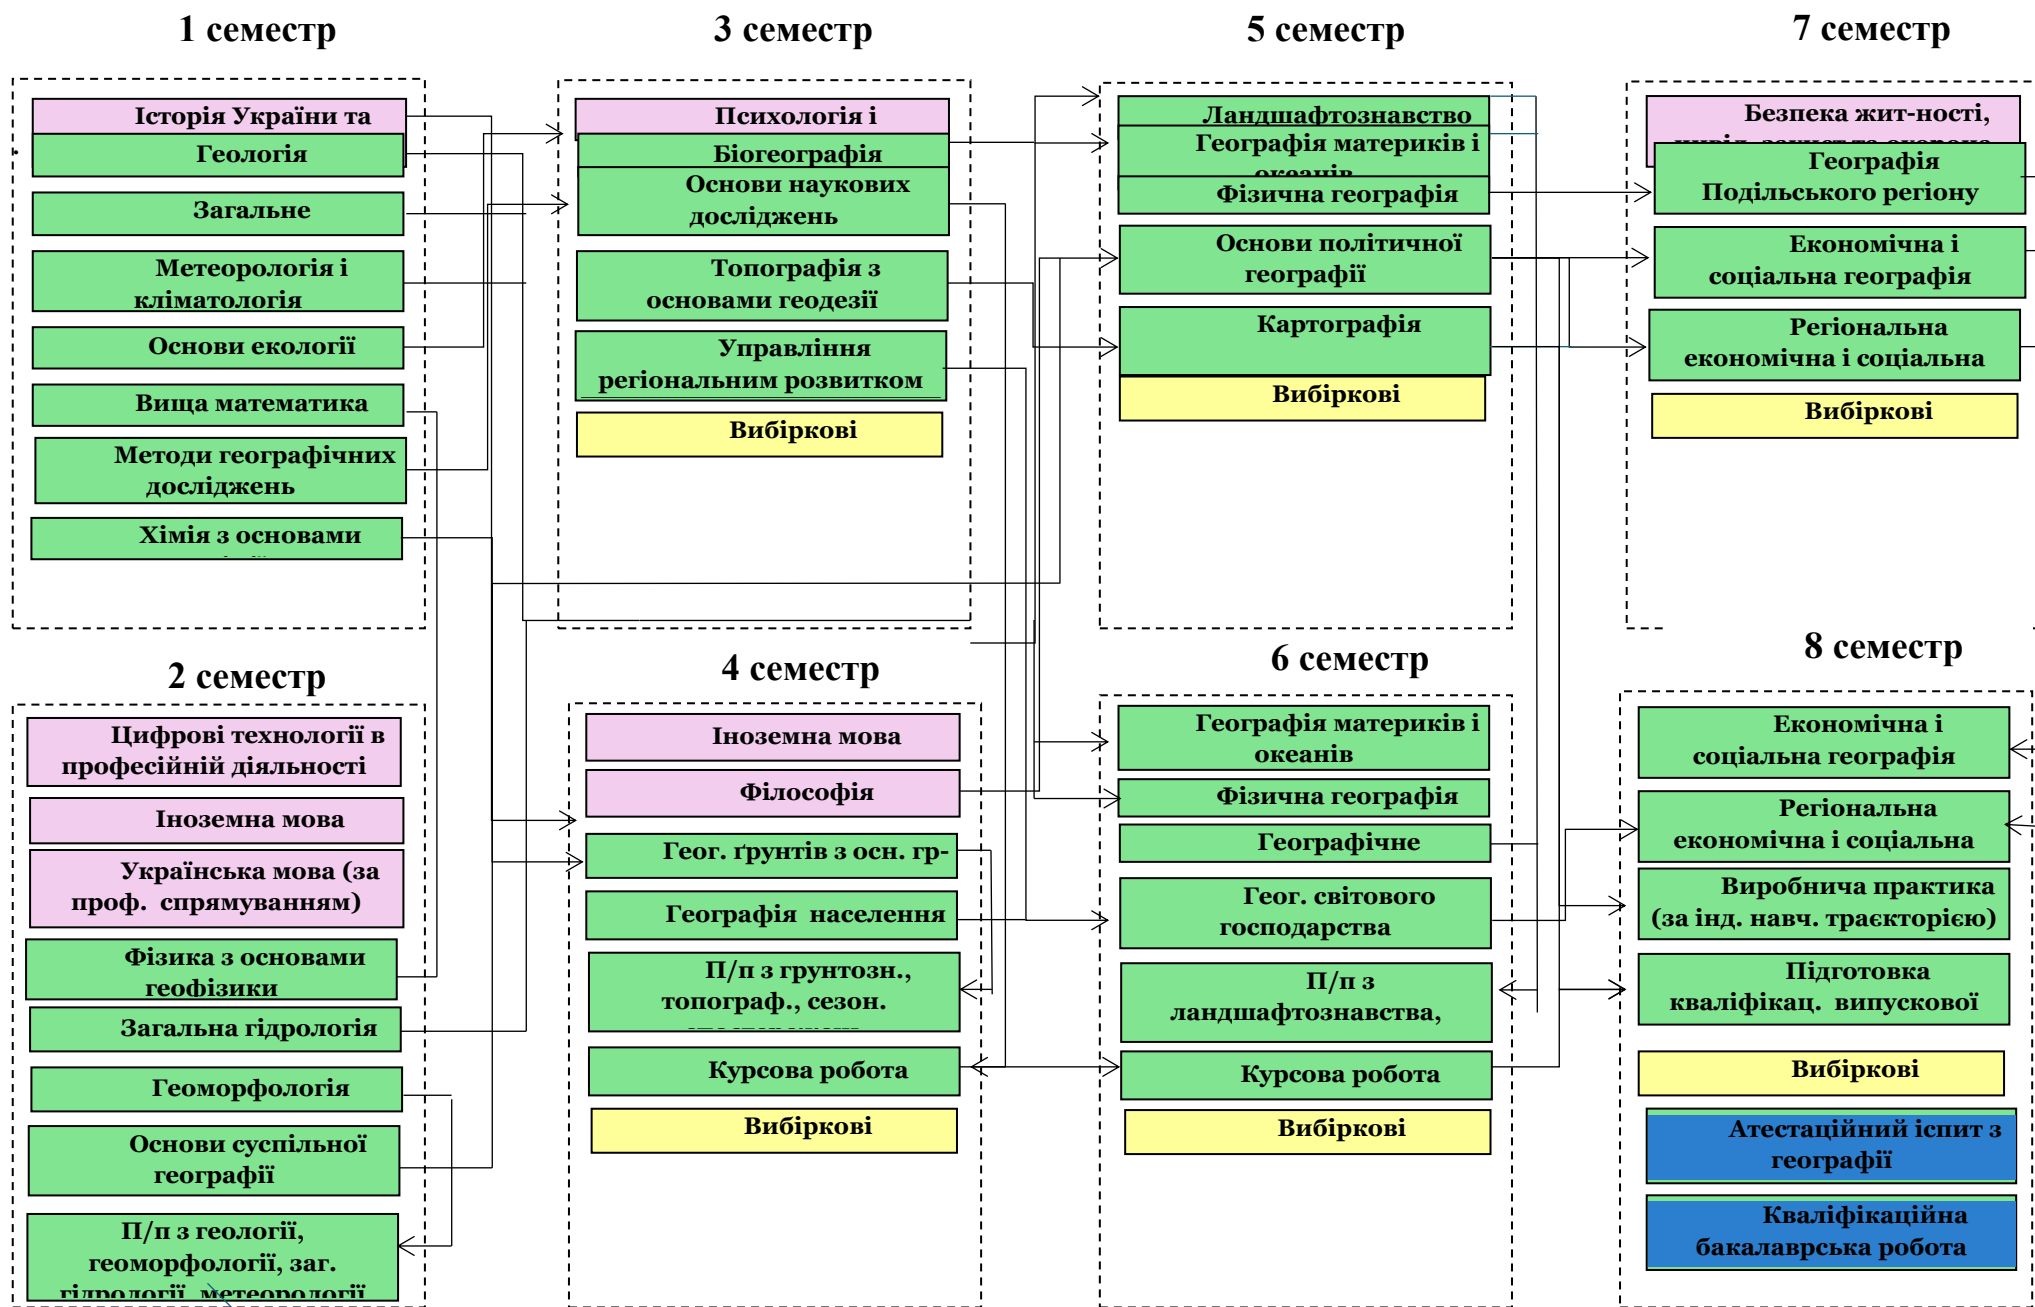 1 семестр
Історія України та
Геологія
Загальне
Метеорологія і
кліматологія
Основи екології
Вища математика
Методи географічних
досліджень
Хімія з основами
2 семестр
Цифрові технології в
професійній діяльності
Іноземна мова
Українська мова (за
проф. спрямуванням)
Фізика з основами
геофізики
Загальна гідрологія
Геоморфологія
Основи суспільної
географії
П/п з геології,
геоморфології, заг.
гідрології, метеорології
3 семестр
Психологія і
Біогеографія
Основи наукових
досліджень
Топографія з
основами геодезії
Управління
регіональним розвитком
Вибіркові
4 семестр
Іноземна мова
Філософія
Геог. ґрунтів з осн. гр-
Географія населення
П/п з грунтозн.,
топограф., сезон.
Курсова робота
Вибіркові
5 семестр
Ландшафтознавство
Географія материків і
океанів
Фізична географія
Основи політичної
географії
Картографія
Вибіркові
6 семестр
Географія материків і
океанів
Фізична географія
Географічне
Геог. світового
господарства
П/п з
ландшафтознавства,
Курсова робота
Вибіркові
7 семестр
Безпека жит-ності,
Географія
Подільського регіону
Економічна і
соціальна географія
Регіональна
економічна і соціальна
Вибіркові
8 семестр
Економічна і
соціальна географія
Регіональна
економічна і соціальна
Виробнича практика
(за інд. навч. траєкторією)
Підготовка
кваліфікац. випускової
Вибіркові
Атестаційний іспит з
географії
Кваліфікаційна
бакалаврська робота